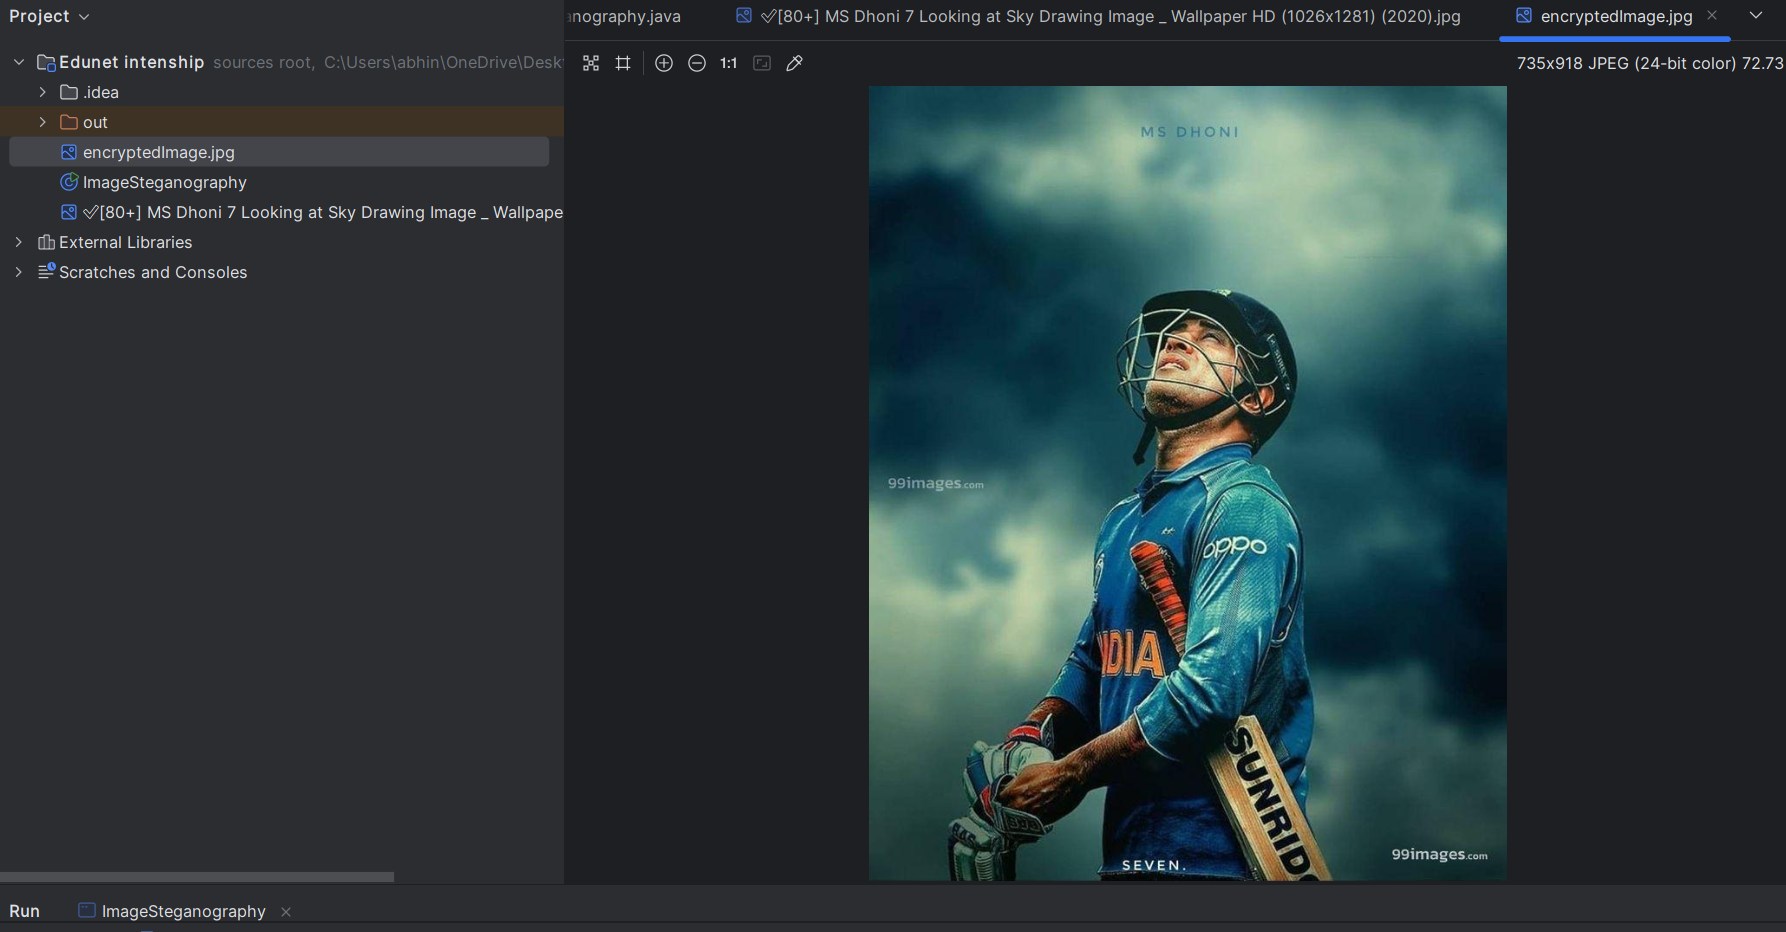 Project
anography.java
✅[80+] MS Dhoni 7 Looking at Sky Drawing Image _ Wallpaper HD (1026x1281) (2020).jpg
encryptedImage.jpg
Edunet intenship sources root, C:\Users\abhin\OneDrive\Desk
1:1
735x918 JPEG (24-bit color) 72.73
.idea
out
encryptedImage.jpg
ImageSteganography
✅[80+] MS Dhoni 7 Looking at Sky Drawing Image _ Wallpape
External Libraries
Scratches and Consoles
MS DHONI
99images.com
oppo
NDIA
SUNRID
99images.com
SEVEN.
Run
ImageSteganography